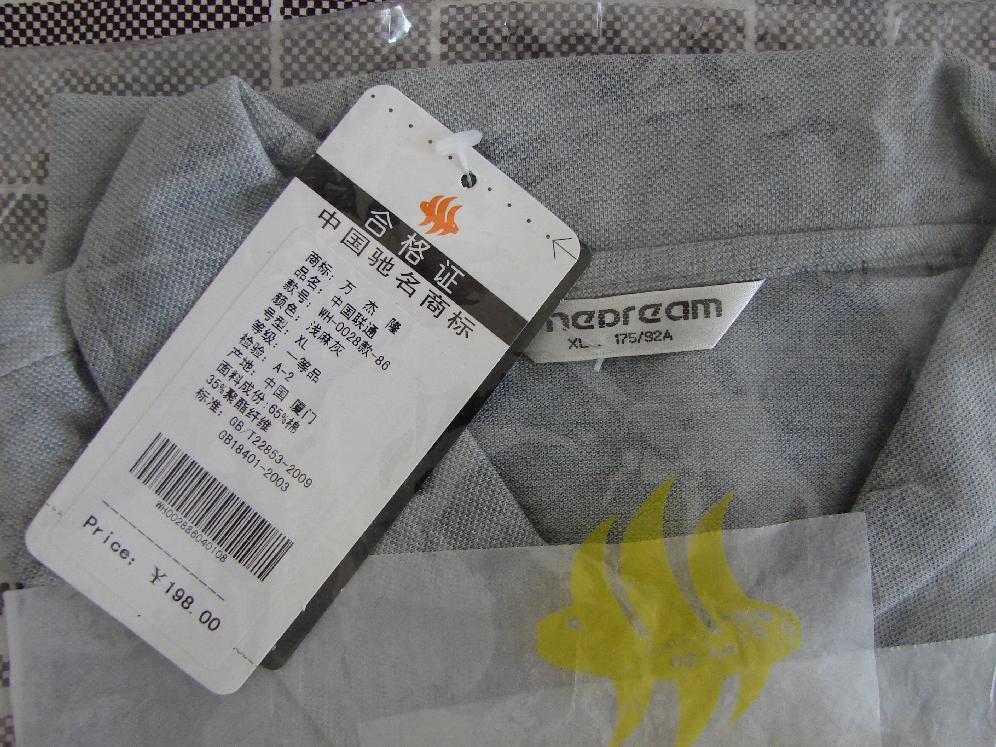 合格证
中国驰名商标
商标: 万 杰 隆
品名: 中国联通
款号: WH-0028款-86
颜色: 浅麻灰
号型: XL
等级: 一等品
检验: A-2
产地: 中国 厦门
面料成份:65%棉
35%聚酯纤维
标准: GB/T22853-2009
GB18401-2003
WH002886040108
Price: ¥198.00
XL 175/92A